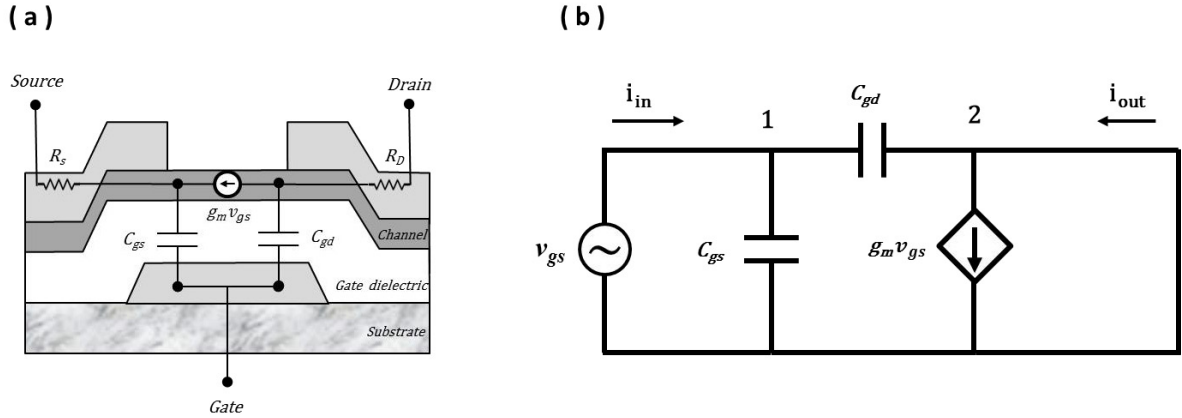 ( a )
Source
Drain
R_s
R_D
g_m v_gs
C_gs
C_gd
Channel
Gate dielectric
Substrate
Gate
( b )
i_in
C_gd
i_out
1
2
v_gs
C_gs
g_m v_gs